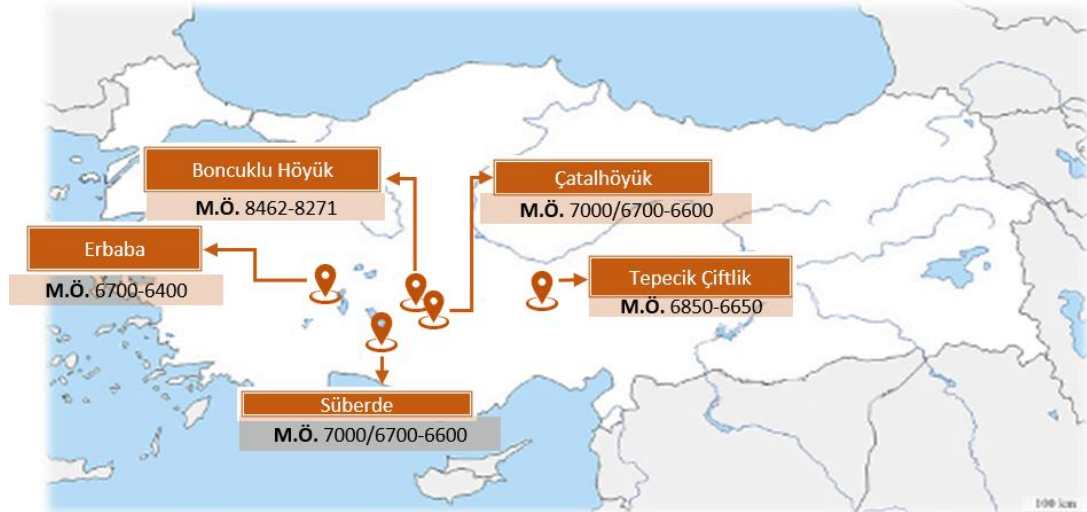 Boncuklu Höyük
M.Ö. 8462-8271
Çatalhöyük
M.Ö. 7000/6700-6600
Erbaba
M.Ö. 6700-6400
Tepecik Çiftlik
M.Ö. 6850-6650
Süberde
M.Ö. 7000/6700-6600
100 km